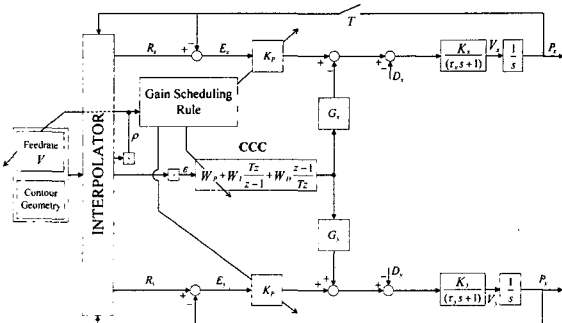 T
R_x
E_x
K_P
+
-
D_x
K_x
(τ_x s+1)
V_x
1
s
P_x
Gain Scheduling
Rule
G_x
INTERPOLATOR
Feedrate
V
ρ
Contour
Geometry
CCC
ε
W_P + W_I Tz/(z-1) + W_D (z-1)/Tz
G_y
R_y
E_y
K_P
+
+
D_y
K_y
(τ_y s+1)
V_y
1
s
P_y